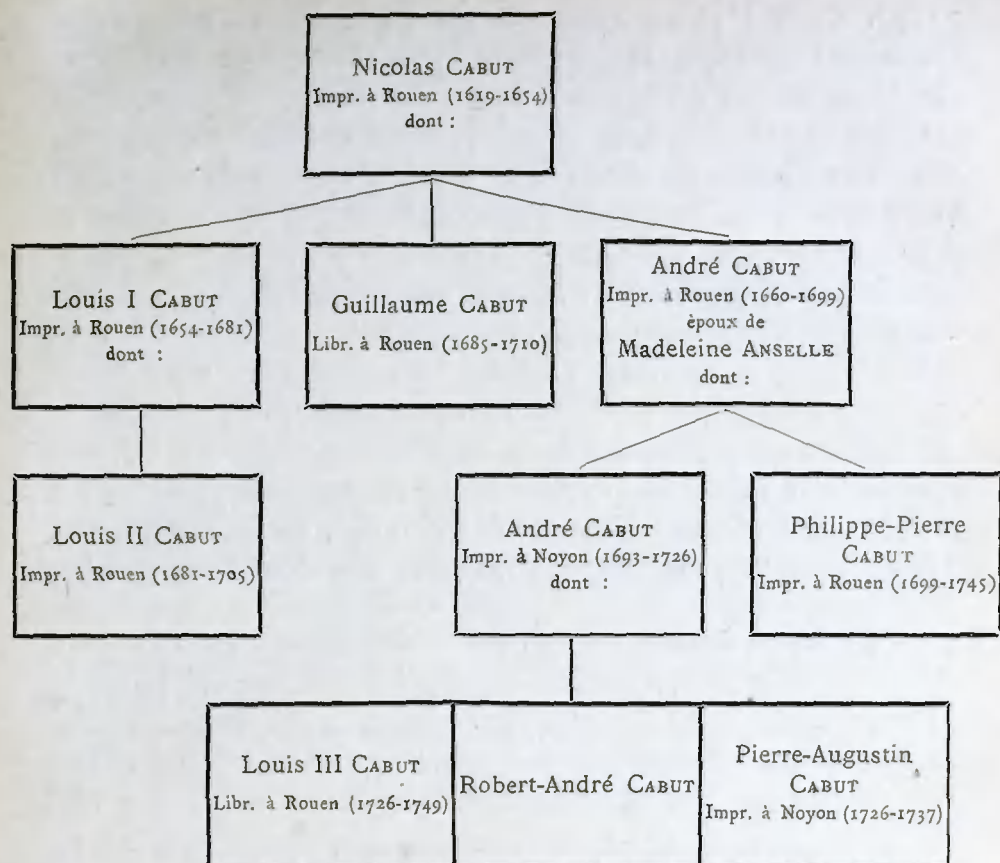 Nicolas CABUT
Impr. à Rouen (1619-1654)
dont :
Louis I CABUT
Impr. à Rouen (1654-1681)
dont :
Guillaume CABUT
Libr. à Rouen (1685-1710)
André CABUT
Impr. à Rouen (1660-1699)
époux de
Madeleine ANSELLE
dont :
Louis II CABUT
Impr. à Rouen (1681-1705)
André CABUT
Impr. à Noyon (1693-1726)
dont :
Philippe-Pierre
CABUT
Impr. à Rouen (1699-1745)
Louis III CABUT
Libr. à Rouen (1726-1749)
Robert-André CABUT
Pierre-Augustin
CABUT
Impr. à Noyon (1726-1737)